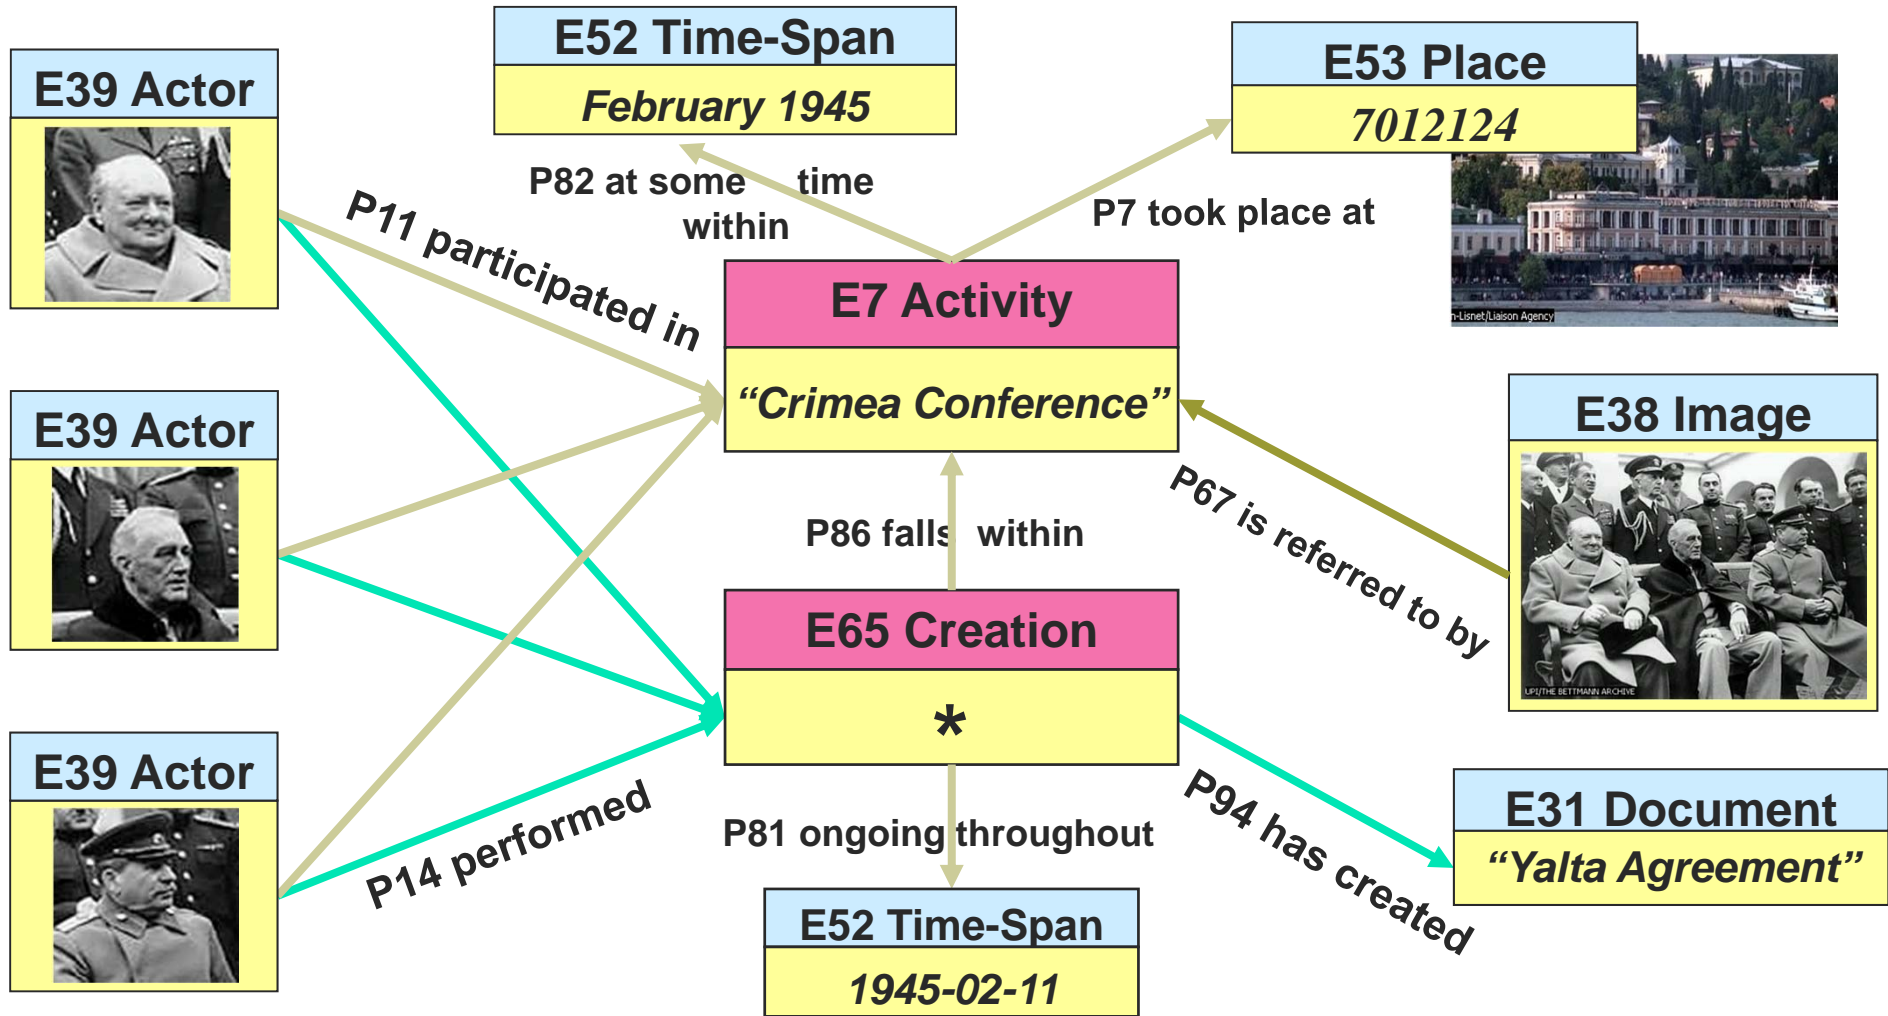 E52 Time-Span
February 1945
E53 Place
7012124
E39 Actor
P82 at some time
within
P7 took place at
P11 participated in
E7 Activity
“Crimea Conference”
n-Lisnet/Liaison Agency
E39 Actor
E38 Image
UPI/THE BETTMANN ARCHIVE
P67 is referred to by
P86 falls within
E65 Creation
*
E39 Actor
P14 performed
P81 ongoing throughout
P94 has created
E31 Document
“Yalta Agreement”
E52 Time-Span
1945-02-11